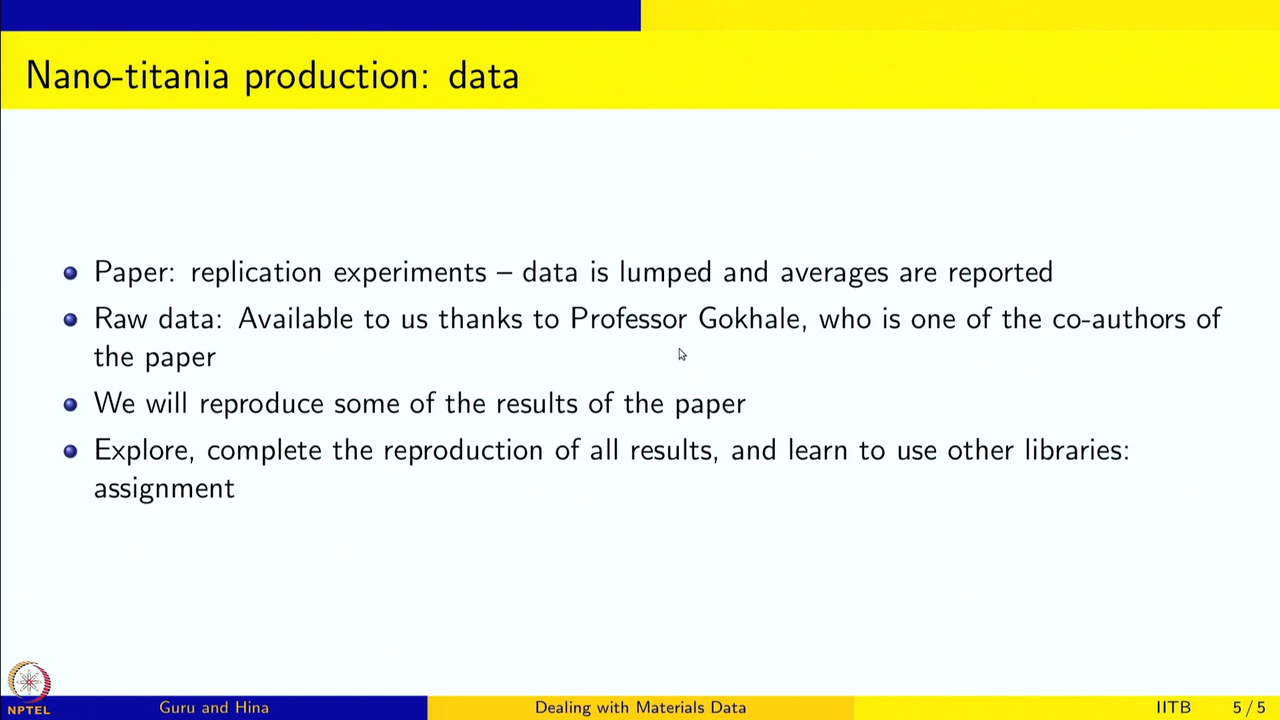 Nano-titania production: data
Paper: replication experiments – data is lumped and averages are reported
Raw data: Available to us thanks to Professor Gokhale, who is one of the co-authors of
the paper
We will reproduce some of the results of the paper
Explore, complete the reproduction of all results, and learn to use other libraries:
assignment
NPTEL
Guru and Hina
Dealing with Materials Data
IITB
5 / 5